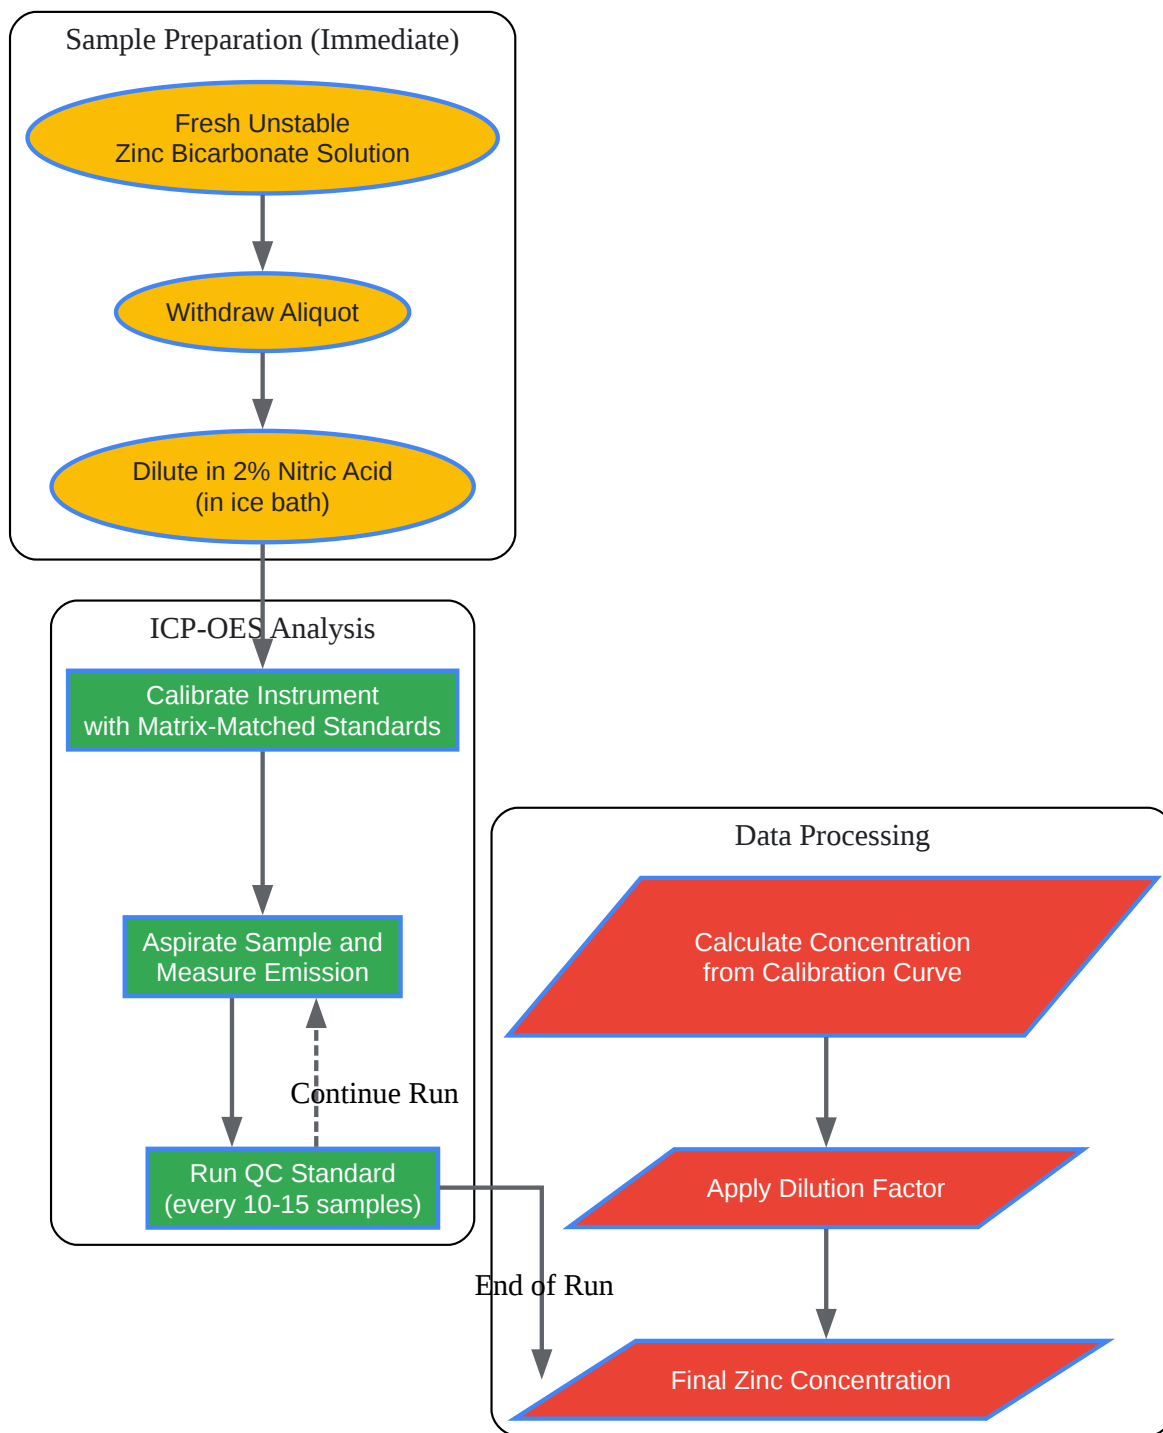 Sample Preparation (Immediate)
Fresh Unstable
Zinc Bicarbonate Solution
Withdraw Aliquot
Dilute in 2% Nitric Acid
(in ice bath)
ICP-OES Analysis
Calibrate Instrument
with Matrix-Matched Standards
Aspirate Sample and
Measure Emission
Continue Run
Run QC Standard
(every 10-15 samples)
End of Run
Data Processing
Calculate Concentration
from Calibration Curve
Apply Dilution Factor
Final Zinc Concentration